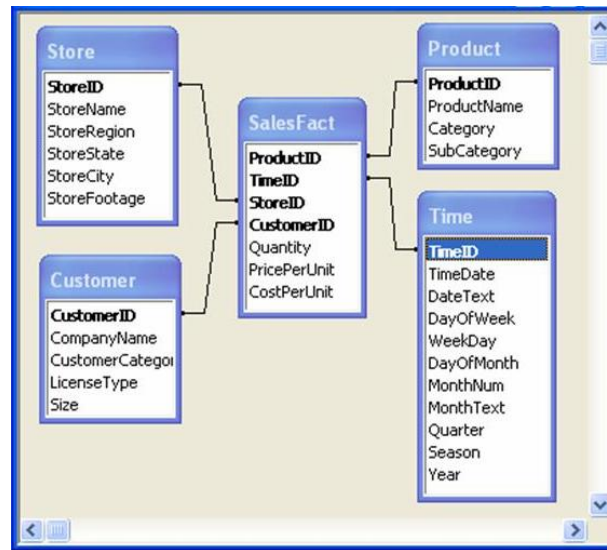 Store
StoreID
StoreName
StoreRegion
StoreState
StoreCity
StoreFootage
Customer
CustomerID
CompanyName
CustomerCategor
LicenseType
Size
SalesFact
ProductID
TimeID
StoreID
CustomerID
Quantity
PricePerUnit
CostPerUnit
Product
ProductID
ProductName
Category
SubCategory
Time
TimeID
TimeDate
DateText
DayOfWeek
WeekDay
DayOfMonth
MonthNum
MonthText
Quarter
Season
Year